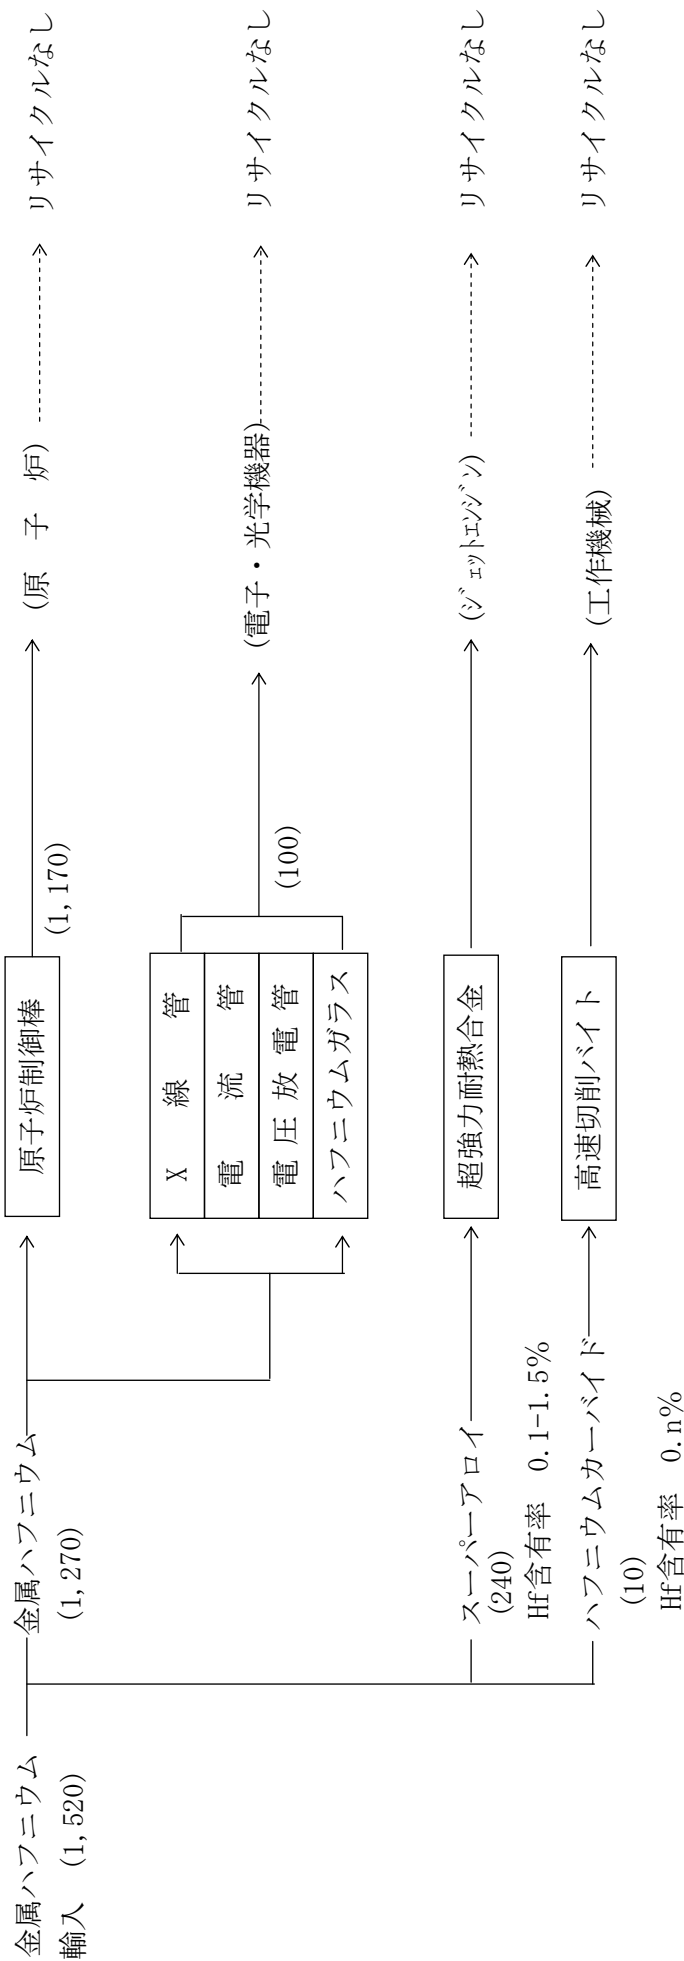 金属ハフニウム
輸入 (1,520)
金属ハフニウム
(1,270)
原子炉制御棒
(1,170)
(原 子 炉)
リサイクルなし
X 線 管
電 流 管
電 圧 放 電 管
ハフニウムガラス
(100)
(電子・光学機器)
リサイクルなし
スーパーアロイ
(240)
Hf含有率 0.1-1.5%
超強力耐熱合金
(ジェットエンジン)
リサイクルなし
ハフニウムカーバイド
(10)
Hf含有率 0.n%
高速切削バイト
(工作機械)
リサイクルなし